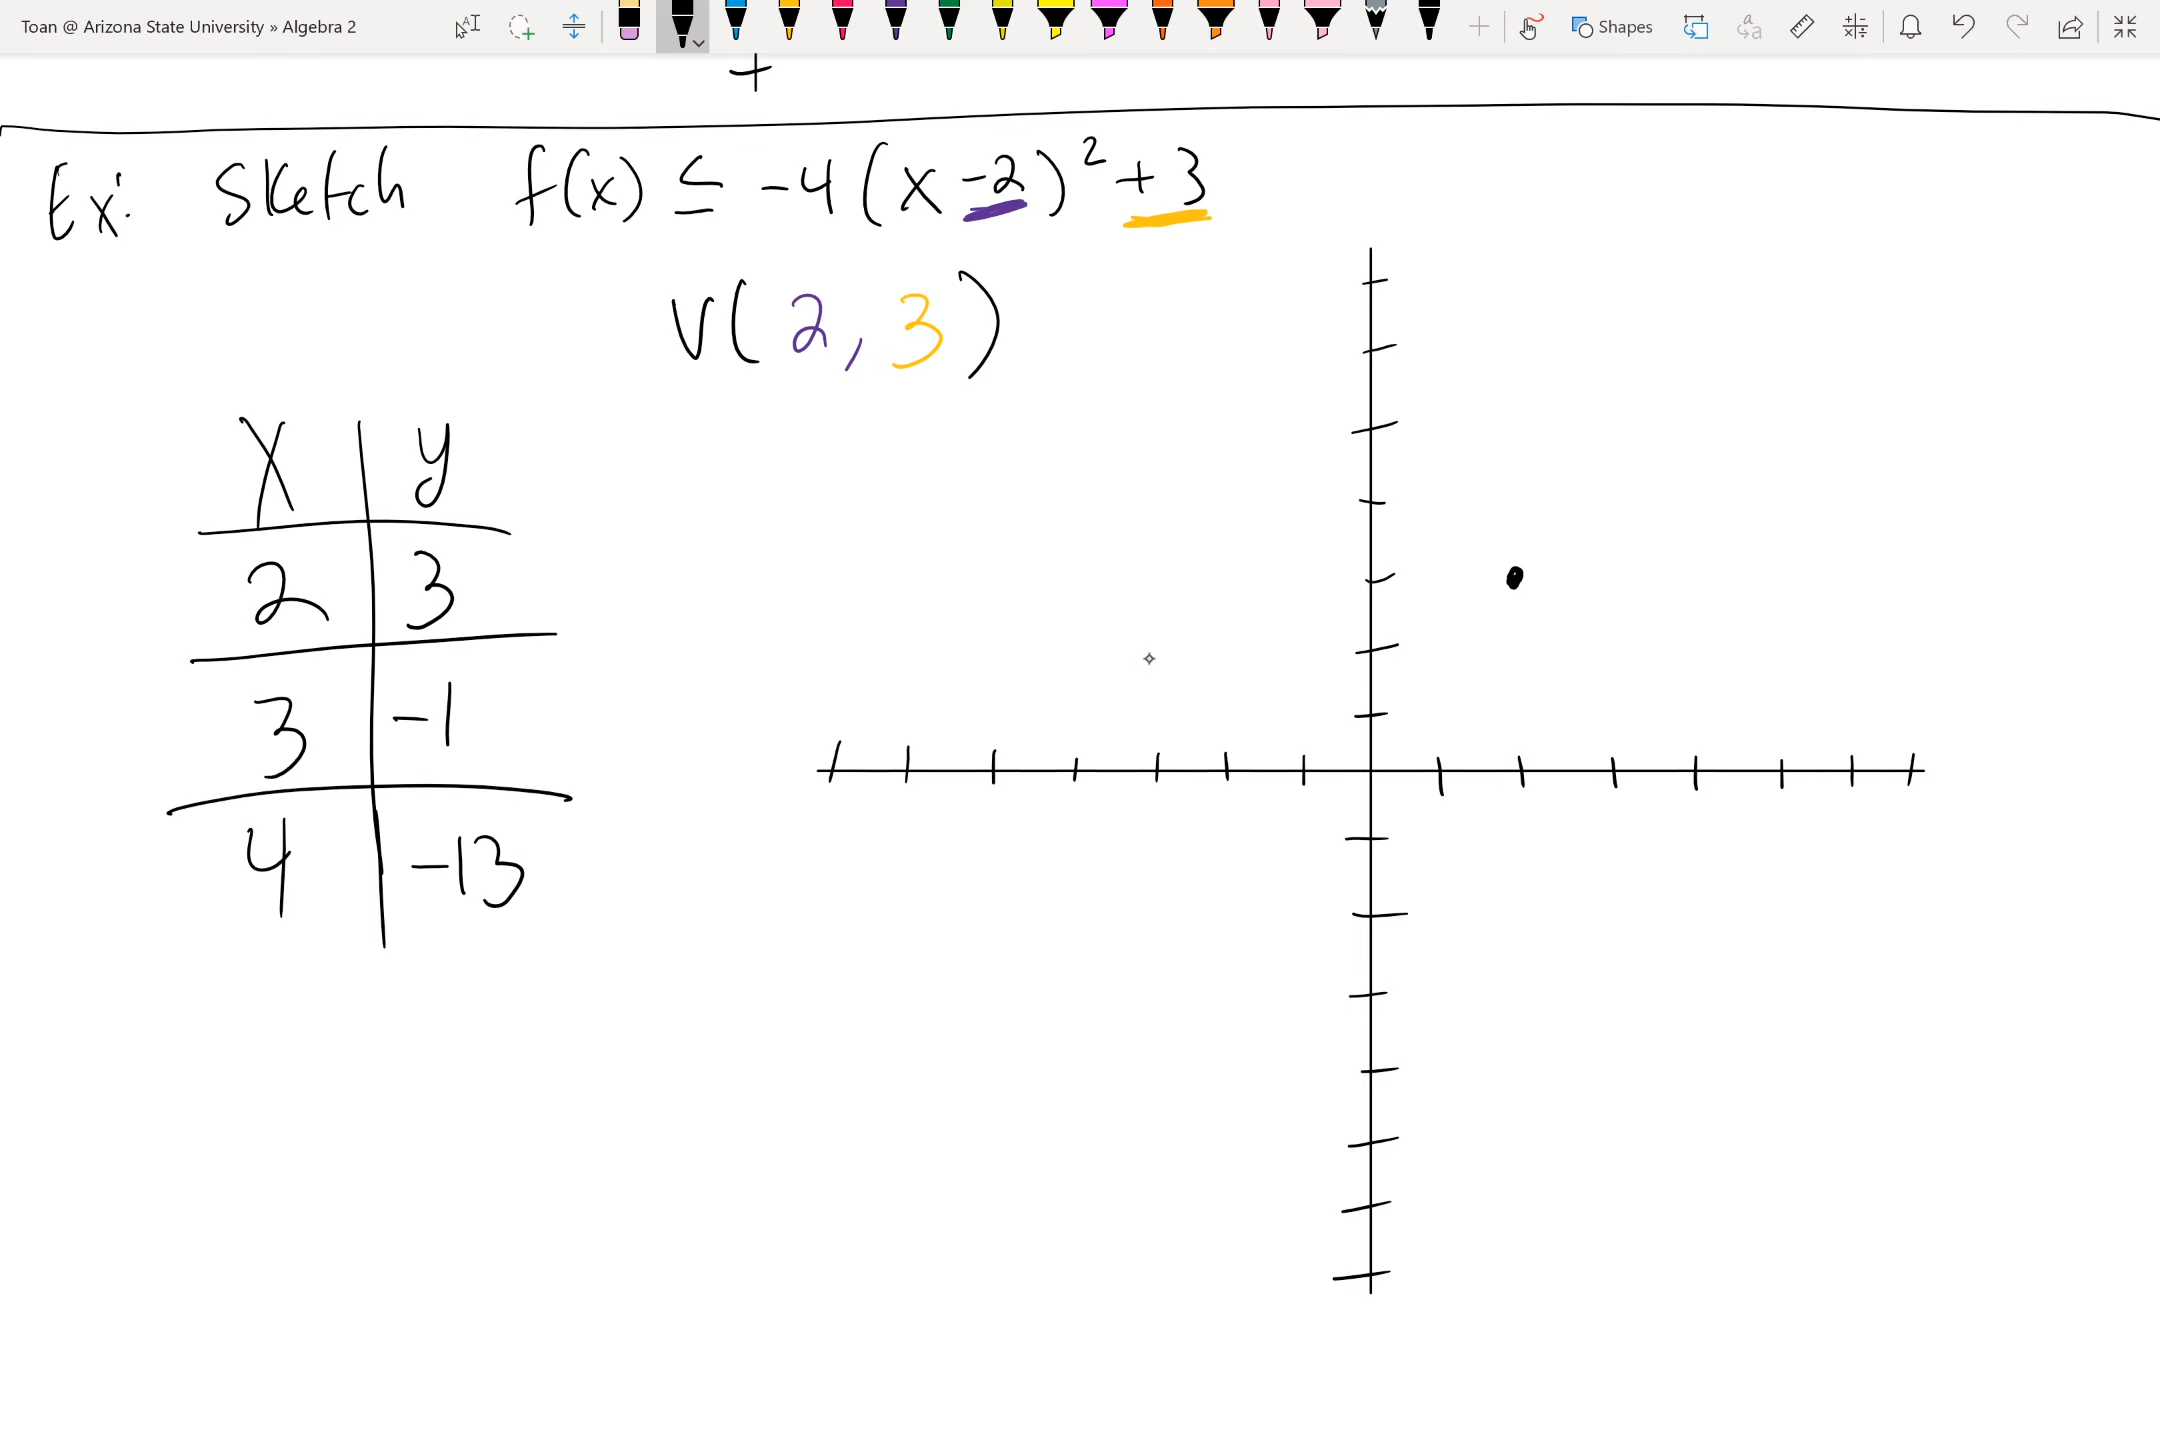 Toan @ Arizona State University » Algebra 2
Shapes
Ex: Sketch f(x) ≤ -4(x-2)² +3
V(2, 3)
x y
2 3
3 -1
4 -13